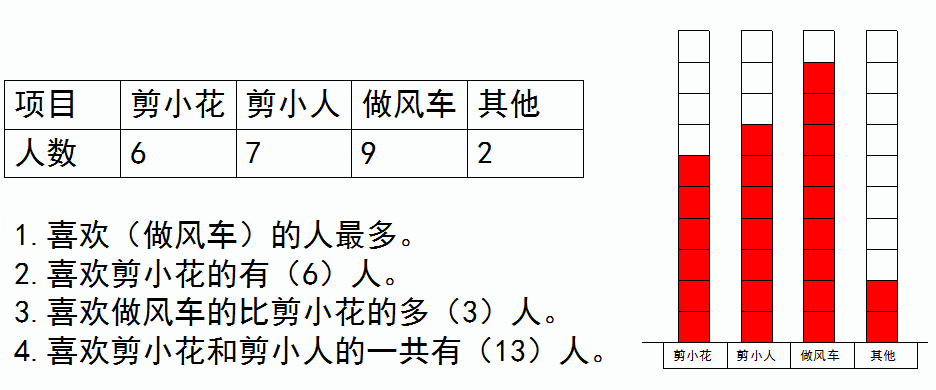 项目 剪小花 剪小人 做风车 其他
人数 6 7 9 2
1.喜欢（做风车）的人最多。
2.喜欢剪小花的有（6）人。
3.喜欢做风车的比剪小花的多（3）人。
4.喜欢剪小花和剪小人的一共有（13）人。
剪小花 剪小人 做风车 其他